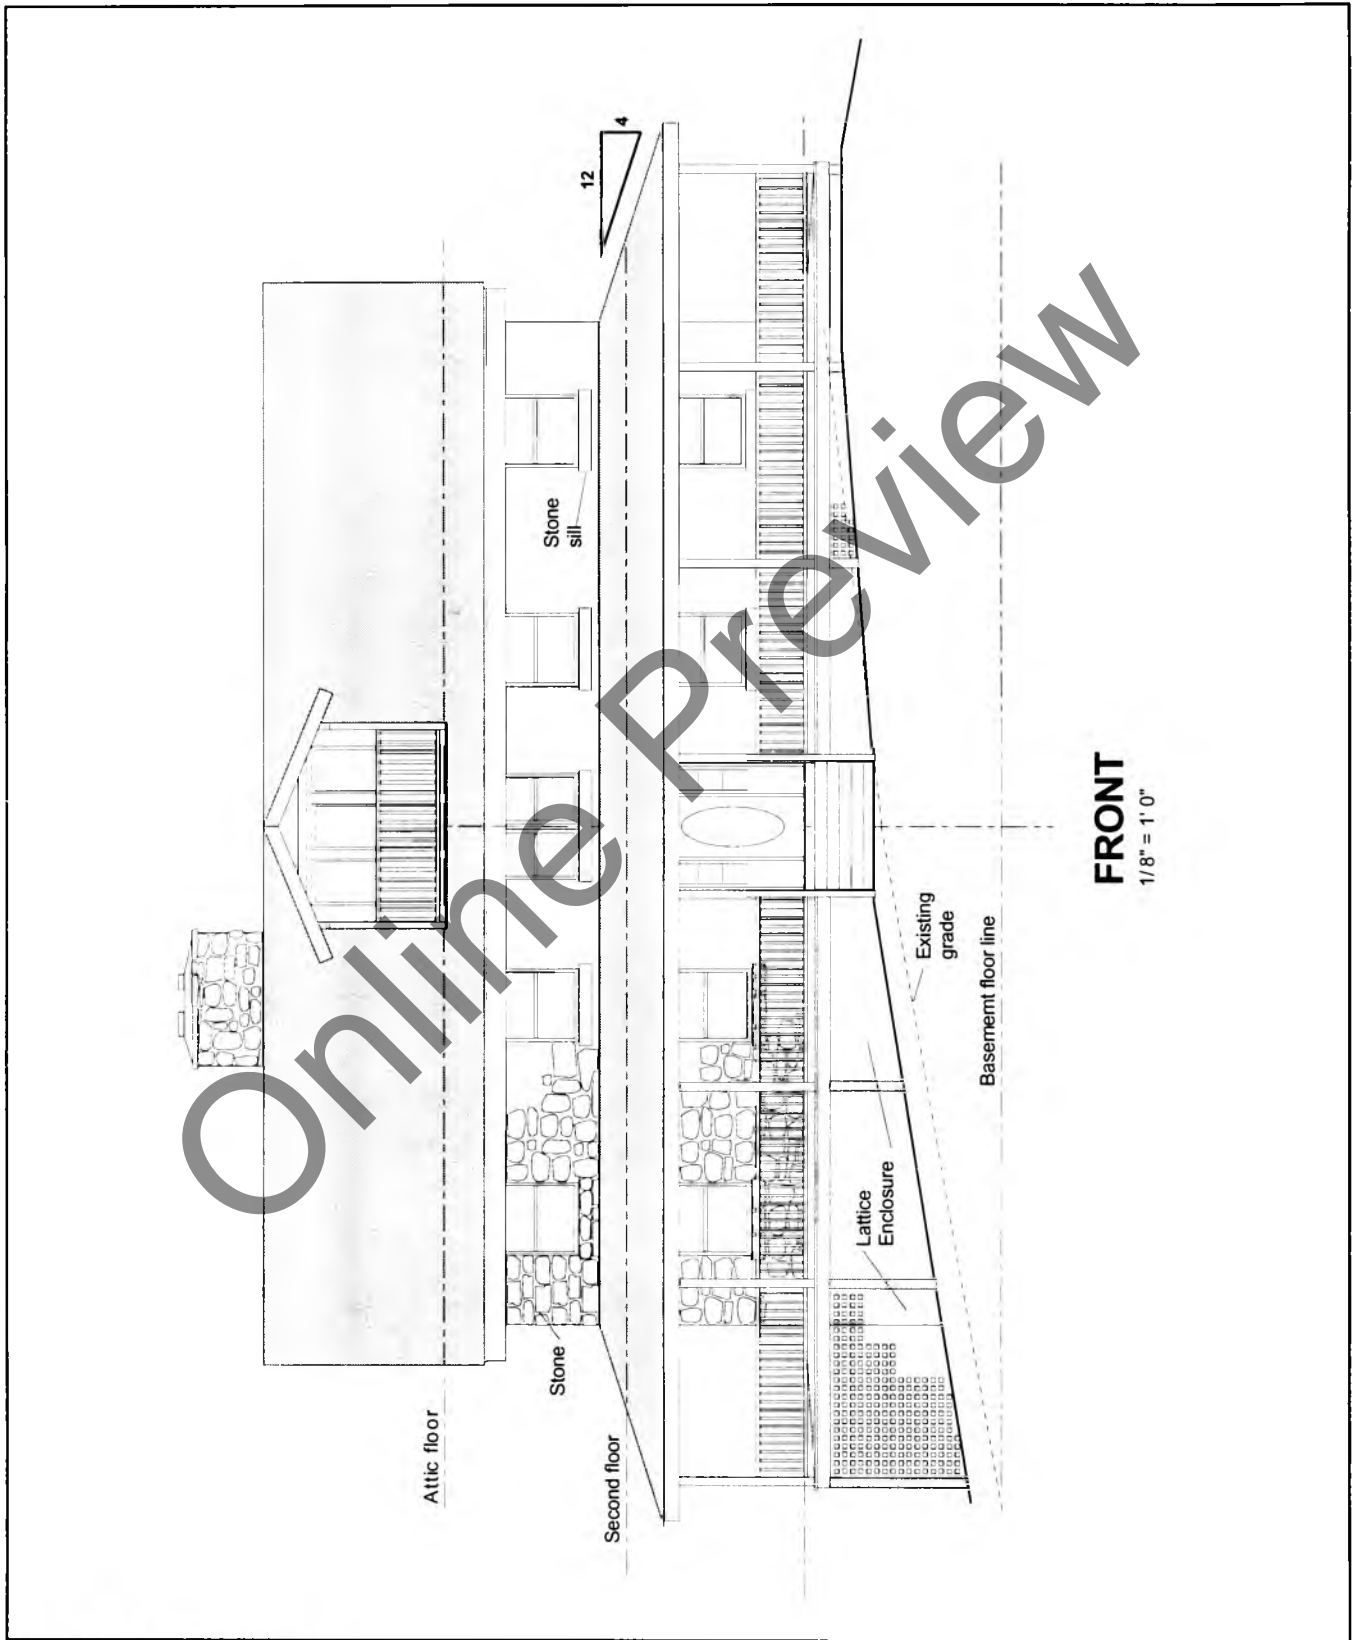 12
4
Stone
sill
Attic floor
Stone
Second floor
Lattice
Enclosure
Existing
grade
Basememt floor line
FRONT
1/8" = 1' 0"
Online Preview